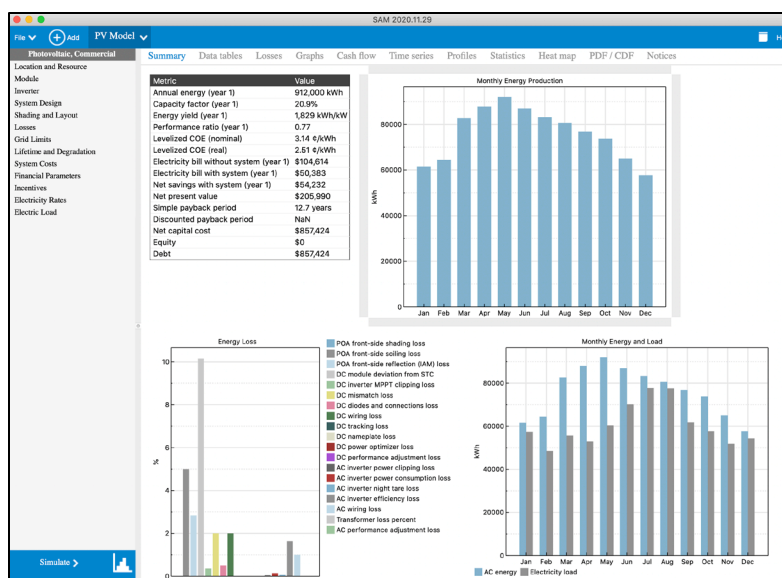 SAM 2020.11.29
File
Add
PV Model
Photovoltaic, Commercial
Location and Resource
Module
Inverter
System Design
Shading and Layout
Losses
Grid Limits
Lifetime and Degradation
System Costs
Financial Parameters
Incentives
Electricity Rates
Electric Load
Simulate >
Summary Data tables Losses Graphs Cash flow Time series Profiles Statistics Heat map PDF / CDF Notices
Metric Value
Annual energy (year 1) 912,000 kWh
Capacity factor (year 1) 20.9%
Energy yield (year 1) 1,829 kWh/kW
Performance ratio (year 1) 0.77
Levelized COE (nominal) 3.14 ¢/kWh
Levelized COE (real) 2.51 ¢/kWh
Electricity bill without system (year 1) $104,614
Electricity bill with system (year 1) $50,383
Net savings with system (year 1) $54,232
Net present value $205,990
Simple payback period 12.7 years
Discounted payback period NaN
Net capital cost $857,424
Equity $0
Debt $857,424
Monthly Energy Production
kWh
80000
60000
40000
20000
0
Jan Feb Mar Apr May Jun Jul Aug Sep Oct Nov Dec
Energy Loss
%
10
8
6
4
2
0
POA front-side shading loss
POA front-side soiling loss
POA front-side reflection (IAM) loss
DC module deviation from STC
DC inverter MPPT clipping loss
DC mismatch loss
DC diodes and connections loss
DC wiring loss
DC tracking loss
DC nameplate loss
DC power optimizer loss
DC performance adjustment loss
AC inverter power clipping loss
AC inverter power consumption loss
AC inverter night tare loss
AC inverter efficiency loss
AC wiring loss
Transformer loss percent
AC performance adjustment loss
Monthly Energy and Load
kWh
80000
60000
40000
20000
0
Jan Feb Mar Apr May Jun Jul Aug Sep Oct Nov Dec
AC energy Electricity load